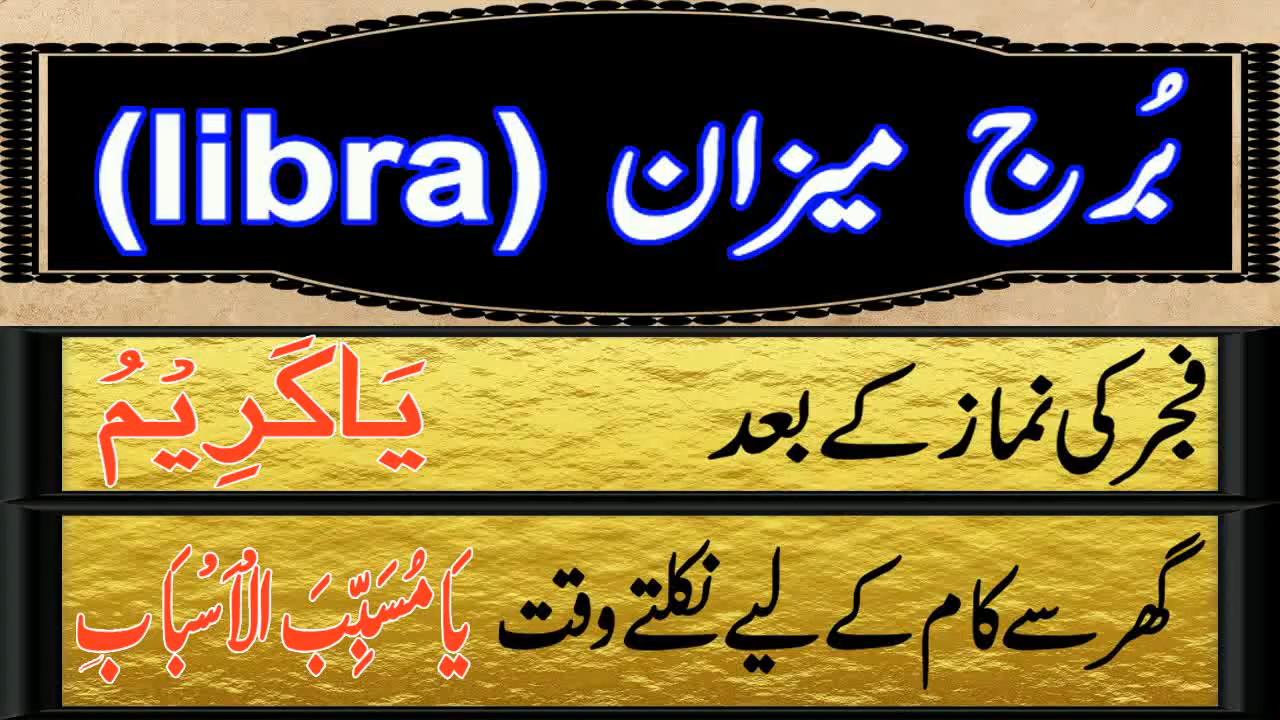 بُرج میزان (libra)
فجر کی نماز کے بعد یَاکَرِیْمُ
گھر سے کام کے لیے نکلتے وقت یَا مُسَبِّبَ الْاَسْبَابِ